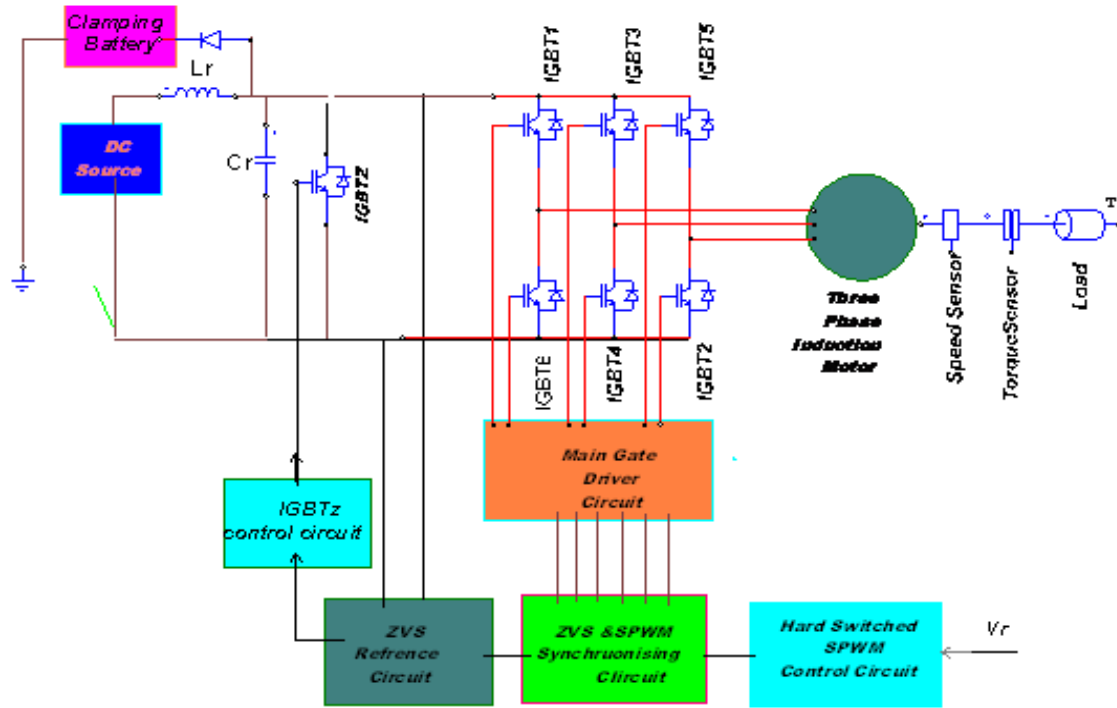 Clamping
Battery
Lr
DC
Source
Cr
IGBTZ
IGBT1
IGBT3
IGBT5
IGBT6
IGBT4
IGBT2
Three
Phase
Induction
Motor
Speed Sensor
TorqueSensor
Load
T
Main Gate
Driver
Circuit
IGBTz
control circuit
ZVS
Refrence
Circuit
ZVS &SPWM
Synchruonising
Clircuit
Hard Switched
SPWM
Control Circuit
Vr